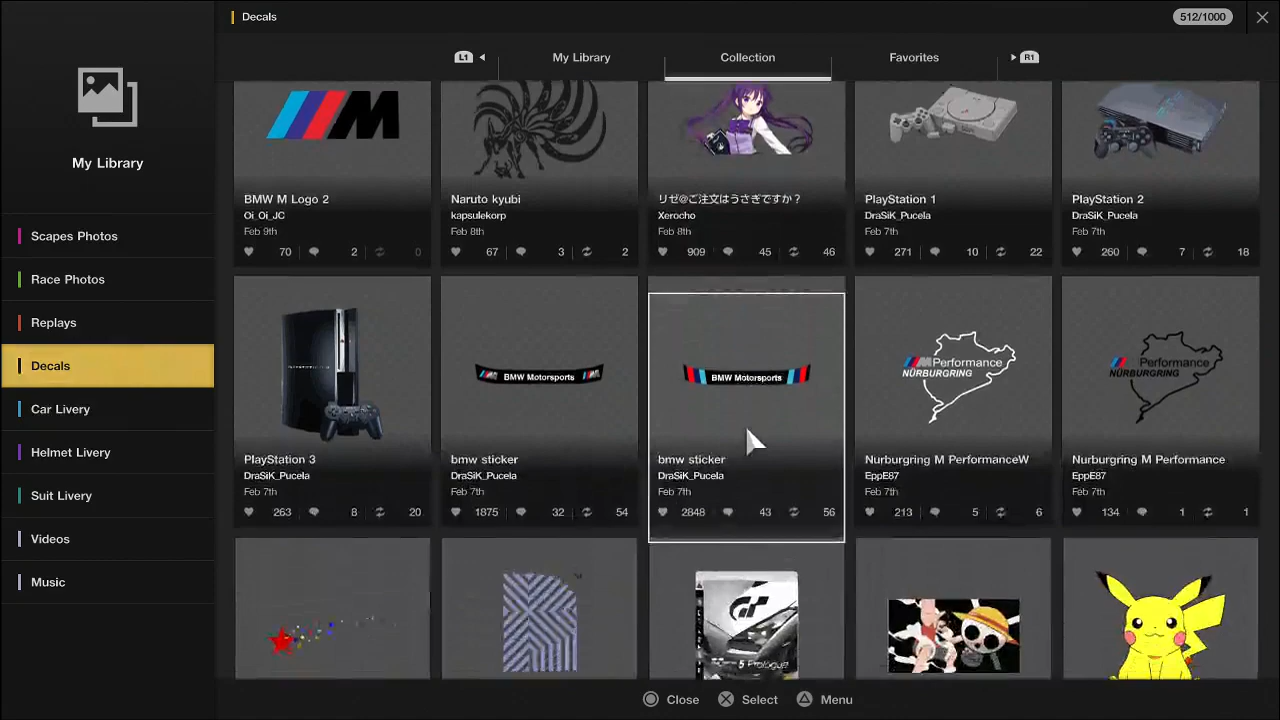 Decals
512/1000
L1
My Library
Collection
Favorites
R1
My Library
Scapes Photos
Race Photos
Replays
Decals
Car Livery
Helmet Livery
Suit Livery
Videos
Music
M
BMW M Logo 2
Oi_Oi_JC
Feb 9th
70 2 0
Naruto kyubi
kapsulekorp
Feb 8th
67 3 2
リゼ@ご注文はうさぎですか？
Xerocho
Feb 8th
909 45 46
PlayStation 1
DraSiK_Pucela
Feb 7th
271 10 22
PlayStation 2
DraSiK_Pucela
Feb 7th
260 7 18
PlayStation 3
DraSiK_Pucela
Feb 7th
263 8 20
BMW Motorsports
bmw sticker
DraSiK_Pucela
Feb 7th
1875 32 54
BMW Motorsports
bmw sticker
DraSiK_Pucela
Feb 7th
2848 43 56
M Performance
NÜRBURGRING
Nurburgring M PerformanceW
EppE87
Feb 7th
213 5 6
Performance
NÜRBURGRING
Nurburgring M Performance
EppE87
Feb 7th
134 1 1
5 Prologue
Close
Select
Menu